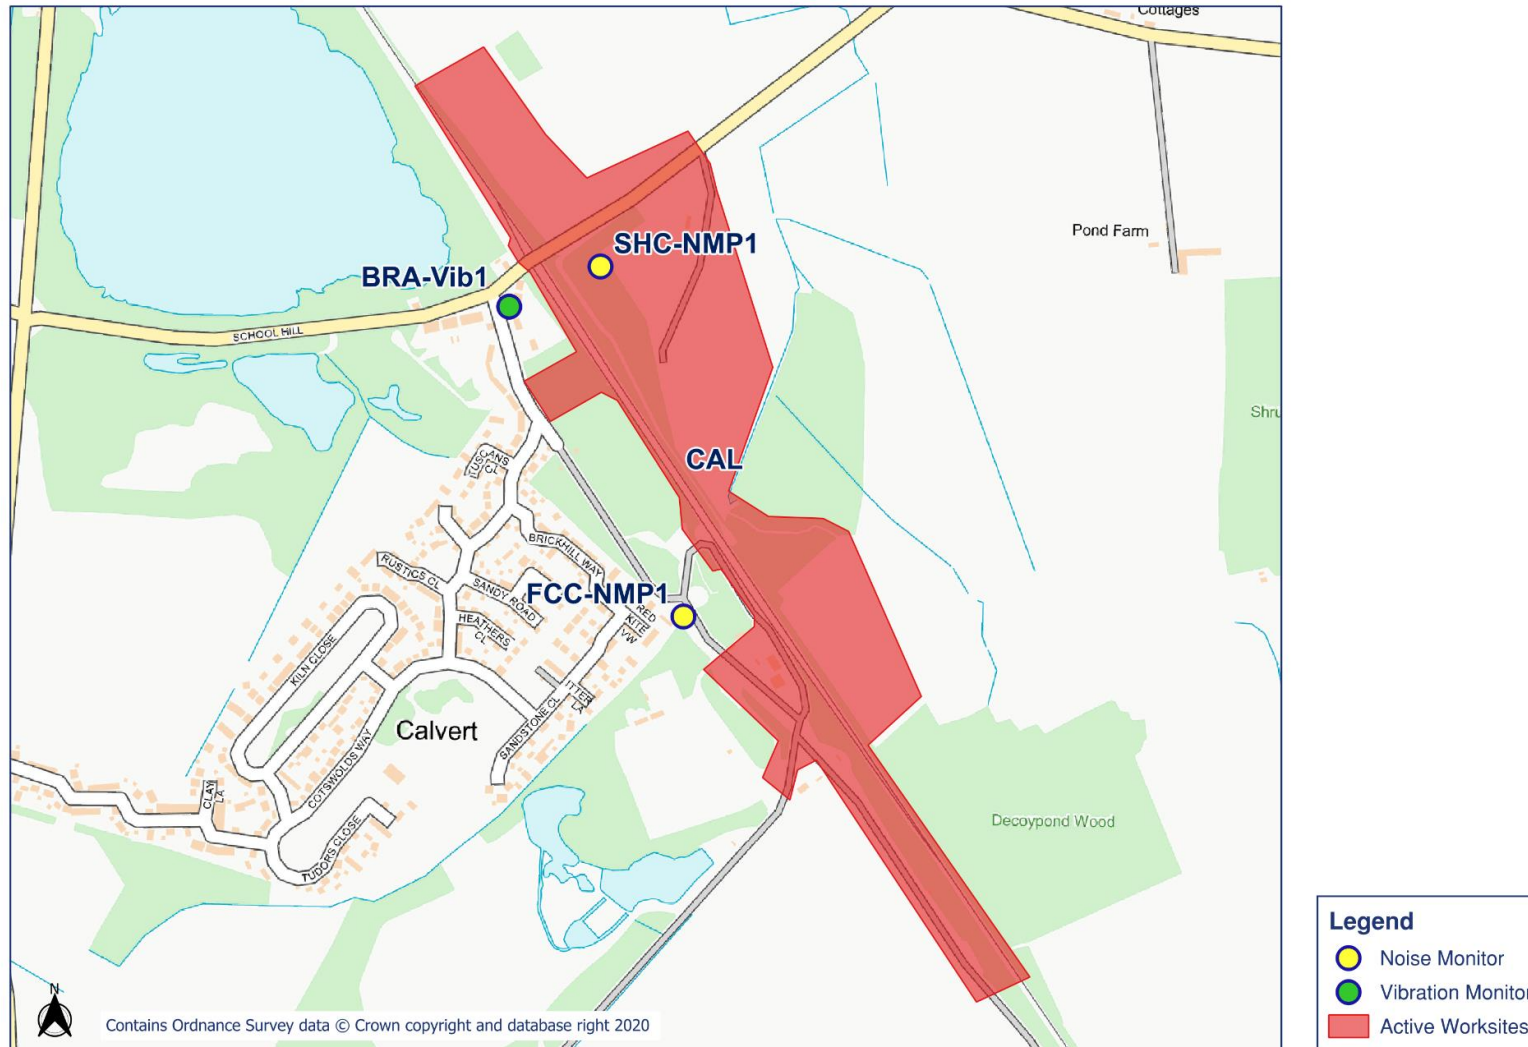 Cottages
SHC-NMP1
Pond Farm
BRA-Vib1
SCHOOL HILL
CAL
TUSCANS
CL
BRICKHILL WAY
RUSTICS CL
SANDY ROAD
FCC-NMP1
RED
KITE
VW
HEATHERS
CL
KILN CLOSE
SANDSTONE CL
Calvert
COTSWOLDS WAY
CLAY
LA
TUDORS CLOSE
Decoypond Wood
N
Contains Ordnance Survey data © Crown copyright and database right 2020
Legend
Noise Monitor
Vibration Monitor
Active Worksites